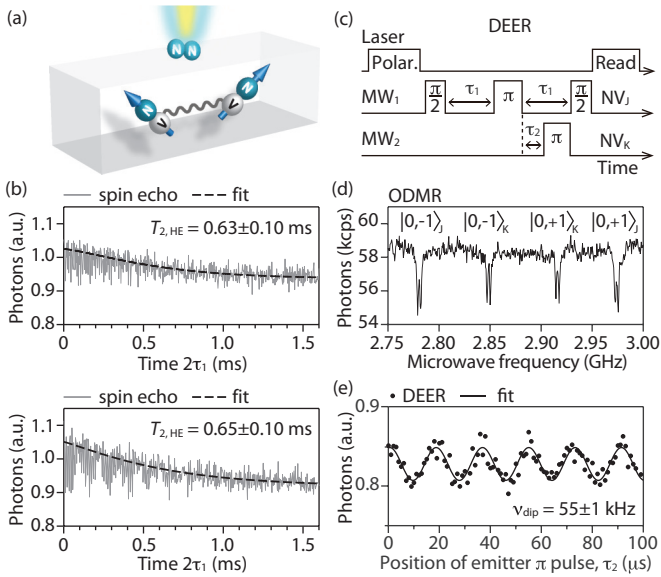 (a)
N N
N V
V N
(c)
DEER
Laser
Polar.
Read
MW1
π/2
τ1
π
τ1
π/2
NVJ
MW2
τ2
π
NVK
Time
(b)
spin echo
fit
T2, HE = 0.63±0.10 ms
Photons (a.u.)
1.1
1.0
0.9
0.8
0
0.5
1.0
1.5
Time 2τ1 (ms)
spin echo
fit
T2, HE = 0.65±0.10 ms
Photons (a.u.)
1.1
1.0
0.9
0.8
0
0.5
1.0
1.5
Time 2τ1 (ms)
(d)
ODMR
|0,-1⟩J
|0,-1⟩K
|0,+1⟩K
|0,+1⟩J
Photons (kcps)
60
58
56
54
2.75
2.80
2.85
2.90
2.95
3.00
Microwave frequency (GHz)
(e)
DEER
fit
Photons (a.u.)
0.9
0.8
νdip = 55±1 kHz
0
20
40
60
80
100
Position of emitter π pulse, τ2 (μs)